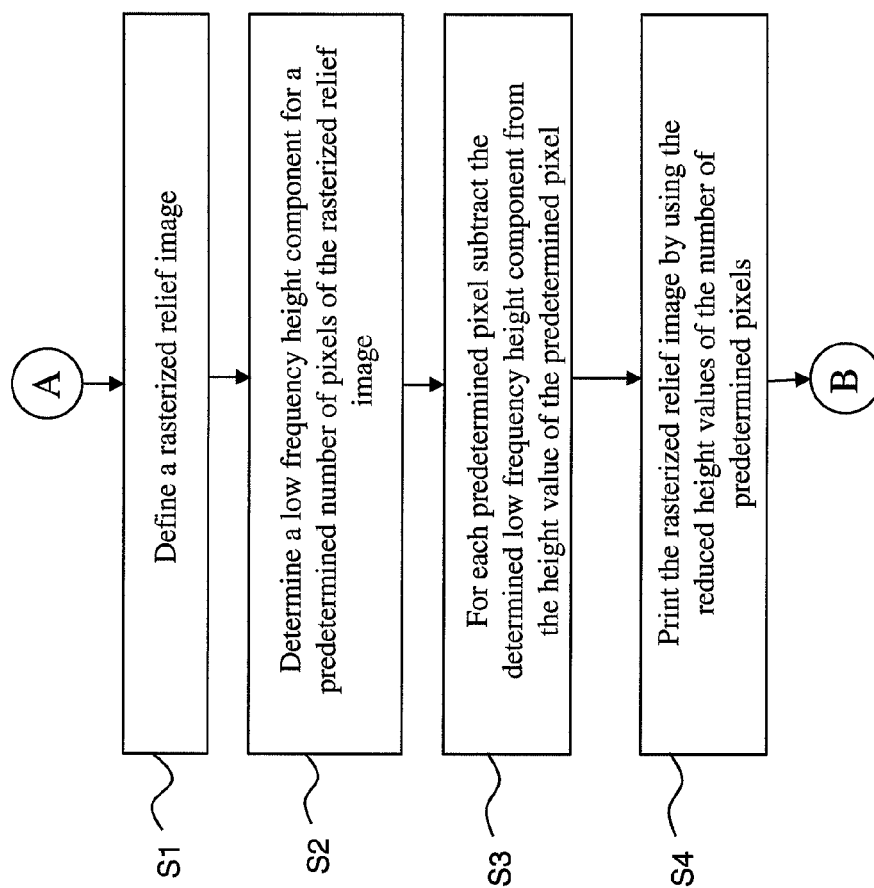 A
S1
Define a rasterized relief image
S2
Determine a low frequency height component for a
predetermined number of pixels of the rasterized relief
image
S3
For each predetermined pixel subtract the
determined low frequency height component from
the height value of the predetermined pixel
S4
Print the rasterized relief image by using the
reduced height values of the number of
predetermined pixels
B